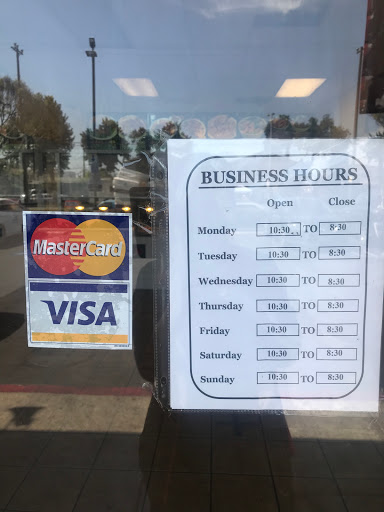 BUSINESS HOURS
Open Close
Monday 10:30 TO 8:30
Tuesday 10:30 TO 8:30
Wednesday 10:30 TO 8:30
Thursday 10:30 TO 8:30
Friday 10:30 TO 8:30
Saturday 10:30 TO 8:30
Sunday 10:30 TO 8:30
MasterCard
VISA